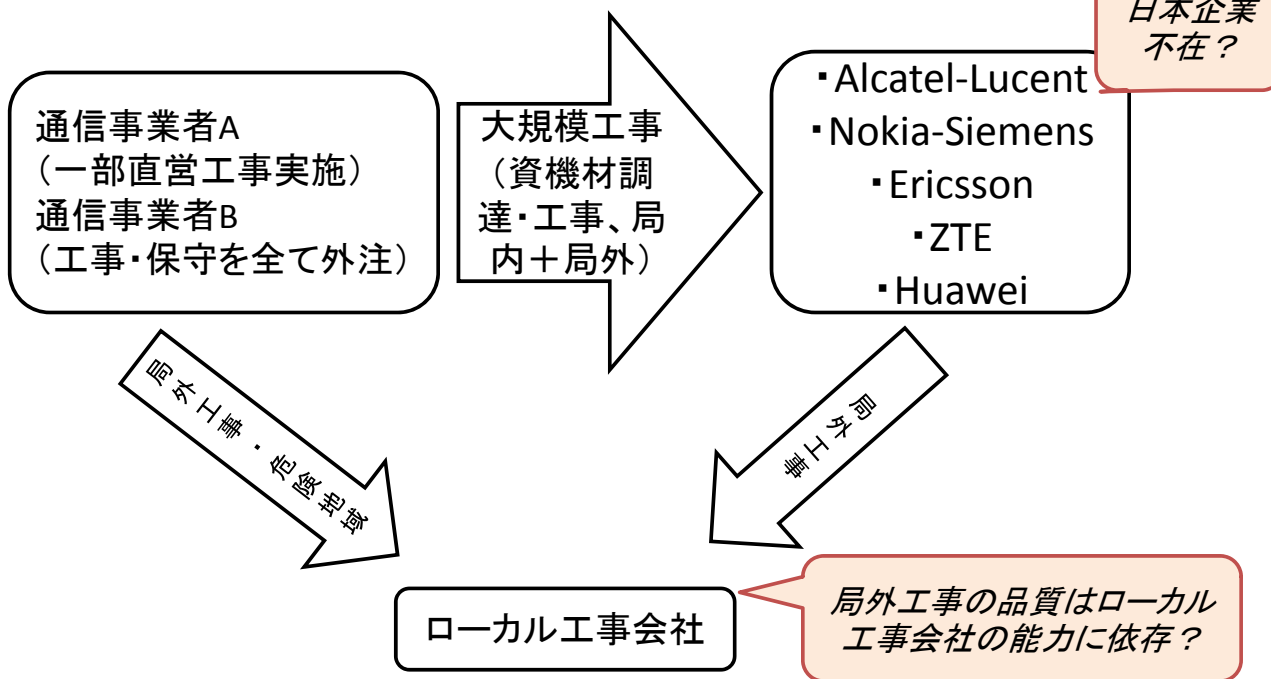 日本企業
不在？
通信事業者A
（一部直営工事実施）
通信事業者B
（工事・保守を全て外注）
大規模工事
（資機材調
達・工事、局
内＋局外）
・Alcatel-Lucent
・Nokia-Siemens
・Ericsson
・ZTE
・Huawei
局外工事・危険地域
局外工事
ローカル工事会社
局外工事の品質はローカル
工事会社の能力に依存？